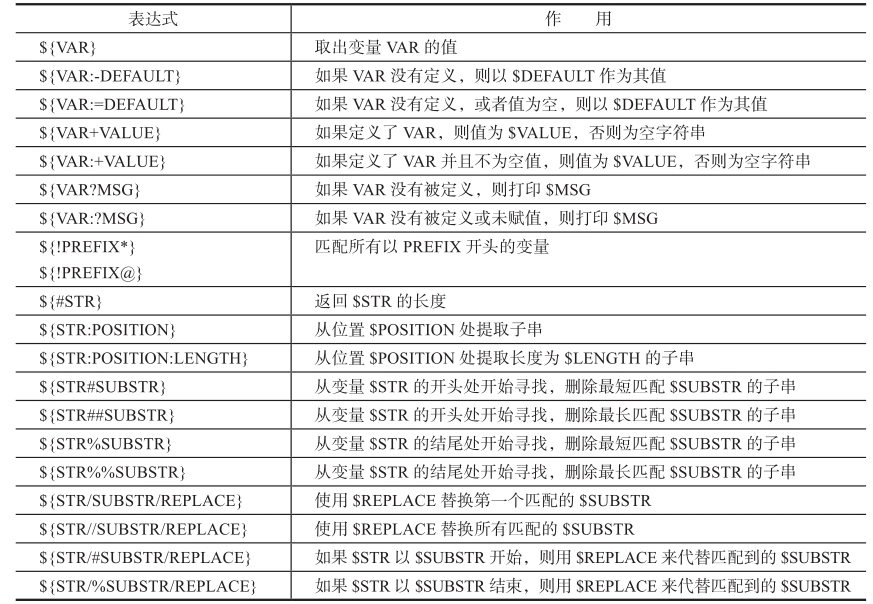 表达式 作 用
${VAR} 取出变量 VAR 的值
${VAR:-DEFAULT} 如果 VAR 没有定义，则以 $DEFAULT 作为其值
${VAR:=DEFAULT} 如果 VAR 没有定义，或者值为空，则以 $DEFAULT 作为其值
${VAR+VALUE} 如果定义了 VAR，则值为 $VALUE，否则为空字符串
${VAR:+VALUE} 如果定义了 VAR 并且不为空值，则值为 $VALUE，否则为空字符串
${VAR?MSG} 如果 VAR 没有被定义，则打印 $MSG
${VAR:?MSG} 如果 VAR 没有被定义或未赋值，则打印 $MSG
${!PREFIX*} 匹配所有以 PREFIX 开头的变量
${!PREFIX@}
${#STR} 返回 $STR 的长度
${STR:POSITION} 从位置 $POSITION 处提取子串
${STR:POSITION:LENGTH} 从位置 $POSITION 处提取长度为 $LENGTH 的子串
${STR#SUBSTR} 从变量 $STR 的开头处开始寻找，删除最短匹配 $SUBSTR 的子串
${STR##SUBSTR} 从变量 $STR 的开头处开始寻找，删除最长匹配 $SUBSTR 的子串
${STR%SUBSTR} 从变量 $STR 的结尾处开始寻找，删除最短匹配 $SUBSTR 的子串
${STR%%SUBSTR} 从变量 $STR 的结尾处开始寻找，删除最长匹配 $SUBSTR 的子串
${STR/SUBSTR/REPLACE} 使用 $REPLACE 替换第一个匹配的 $SUBSTR
${STR//SUBSTR/REPLACE} 使用 $REPLACE 替换所有匹配的 $SUBSTR
${STR/#SUBSTR/REPLACE} 如果 $STR 以 $SUBSTR 开始，则用 $REPLACE 来代替匹配到的 $SUBSTR
${STR/%SUBSTR/REPLACE} 如果 $STR 以 $SUBSTR 结束，则用 $REPLACE 来代替匹配到的 $SUBSTR